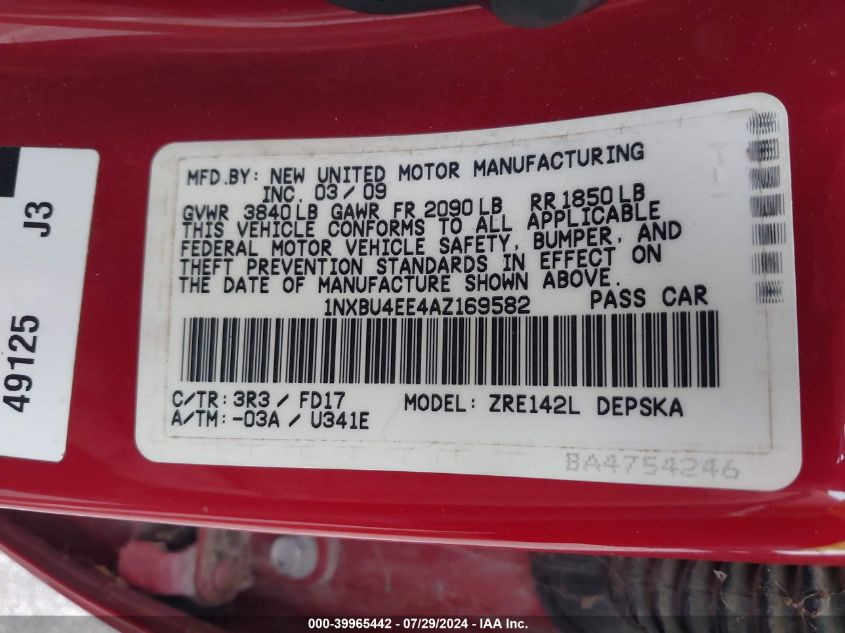 MFD.BY: NEW UNITED MOTOR MANUFACTURING
INC. 03/09
GVWR 3840 LB GAWR FR 2090 LB RR 1850 LB
THIS VEHICLE CONFORMS TO ALL APPLICABLE
FEDERAL MOTOR VEHICLE SAFETY, BUMPER, AND
THEFT PREVENTION STANDARDS IN EFFECT ON
THE DATE OF MANUFACTURE SHOWN ABOVE.
1NXBU4EE4AZ169582 PASS CAR
C/TR: 3R3 / FD17 MODEL: ZRE142L DEPSKA
A/TM: -03A / U341E
BA4754246
49125 J3
000-39965442 - 07/29/2024 - IAA Inc.